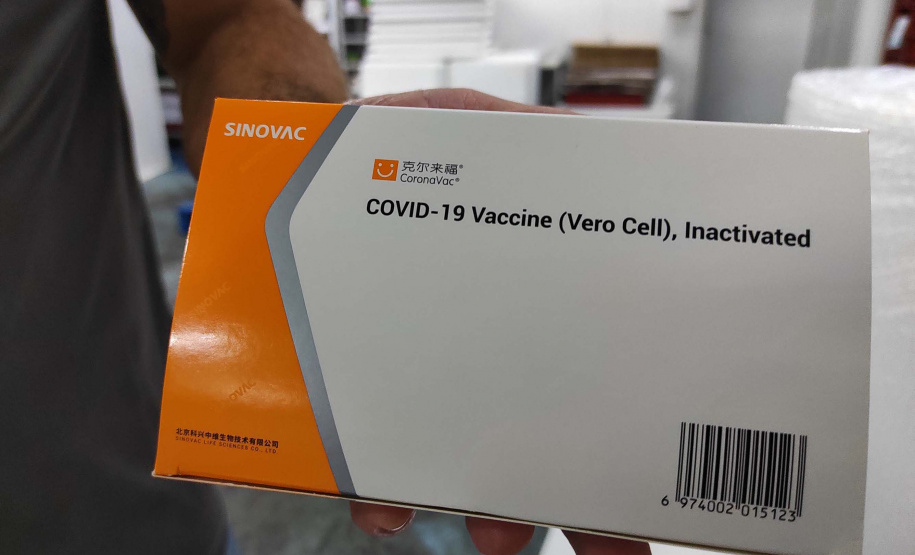 SINOVAC
克尔来福®
CoronaVac®
COVID-19 Vaccine (Vero Cell), Inactivated
SINOVAC
OVAC
北京科兴中维生物技术有限公司
SINOVAC LIFE SCIENCES CO., LTD.
6 974002 015123